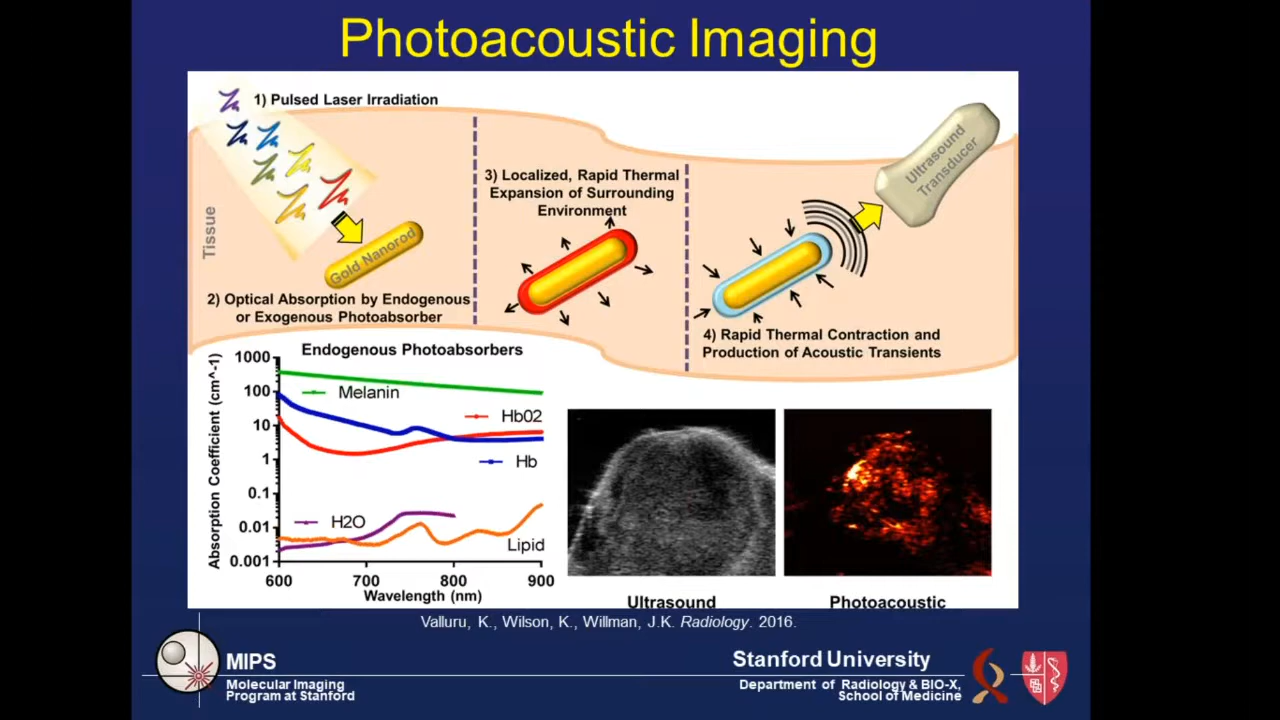 Photoacoustic Imaging
1) Pulsed Laser Irradiation
Tissue
Gold Nanorod
2) Optical Absorption by Endogenous
or Exogenous Photoabsorber
3) Localized, Rapid Thermal
Expansion of Surrounding
Environment
Ultrasound
Transducer
4) Rapid Thermal Contraction and
Production of Acoustic Transients
Endogenous Photoabsorbers
Absorption Coefficient (cm^-1)
1000
100
10
1
0.1
0.01
0.001
Melanin
Hb02
Hb
H2O
Lipid
600 700 800 900
Wavelength (nm)
Ultrasound
Photoacoustic
Valluru, K., Wilson, K., Willman, J.K. Radiology. 2016.
MIPS
Molecular Imaging
Program at Stanford
Stanford University
Department of Radiology & BIO-X,
School of Medicine